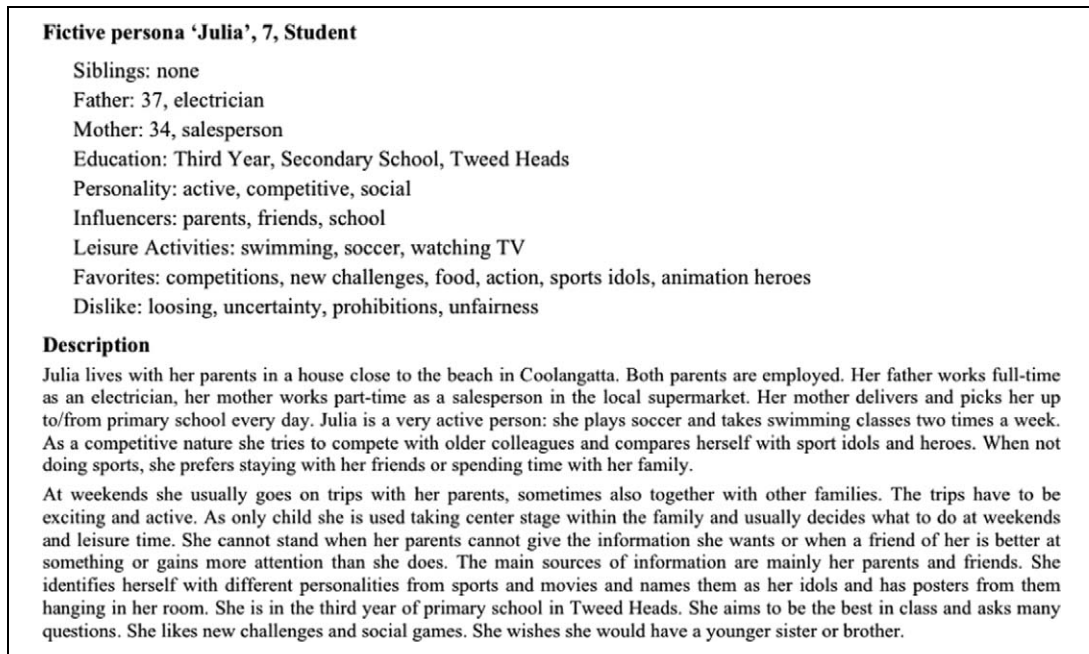 Fictive persona ‘Julia’, 7, Student
Siblings: none
Father: 37, electrician
Mother: 34, salesperson
Education: Third Year, Secondary School, Tweed Heads
Personality: active, competitive, social
Influencers: parents, friends, school
Leisure Activities: swimming, soccer, watching TV
Favorites: competitions, new challenges, food, action, sports idols, animation heroes
Dislike: loosing, uncertainty, prohibitions, unfairness
Description
Julia lives with her parents in a house close to the beach in Coolangatta. Both parents are employed. Her father works full-time
as an electrician, her mother works part-time as a salesperson in the local supermarket. Her mother delivers and picks her up
to/from primary school every day. Julia is a very active person: she plays soccer and takes swimming classes two times a week.
As a competitive nature she tries to compete with older colleagues and compares herself with sport idols and heroes. When not
doing sports, she prefers staying with her friends or spending time with her family.
At weekends she usually goes on trips with her parents, sometimes also together with other families. The trips have to be
exciting and active. As only child she is used taking center stage within the family and usually decides what to do at weekends
and leisure time. She cannot stand when her parents cannot give the information she wants or when a friend of her is better at
something or gains more attention than she does. The main sources of information are mainly her parents and friends. She
identifies herself with different personalities from sports and movies and names them as her idols and has posters from them
hanging in her room. She is in the third year of primary school in Tweed Heads. She aims to be the best in class and asks many
questions. She likes new challenges and social games. She wishes she would have a younger sister or brother.